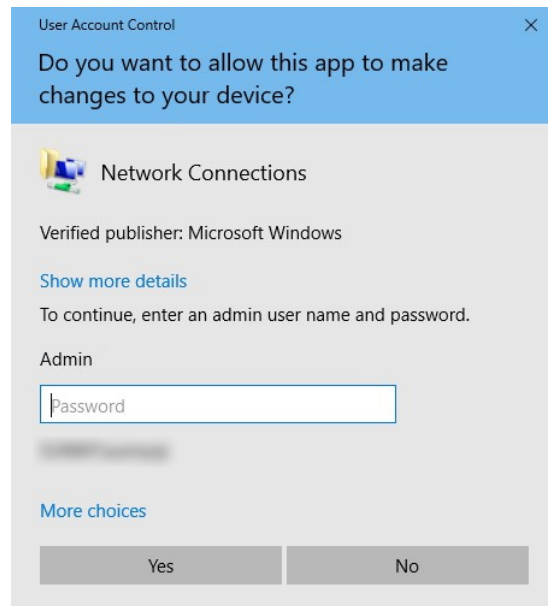 User Account Control
Do you want to allow this app to make
changes to your device?
Network Connections
Verified publisher: Microsoft Windows
Show more details
To continue, enter an admin user name and password.
Admin
Password
More choices
Yes
No